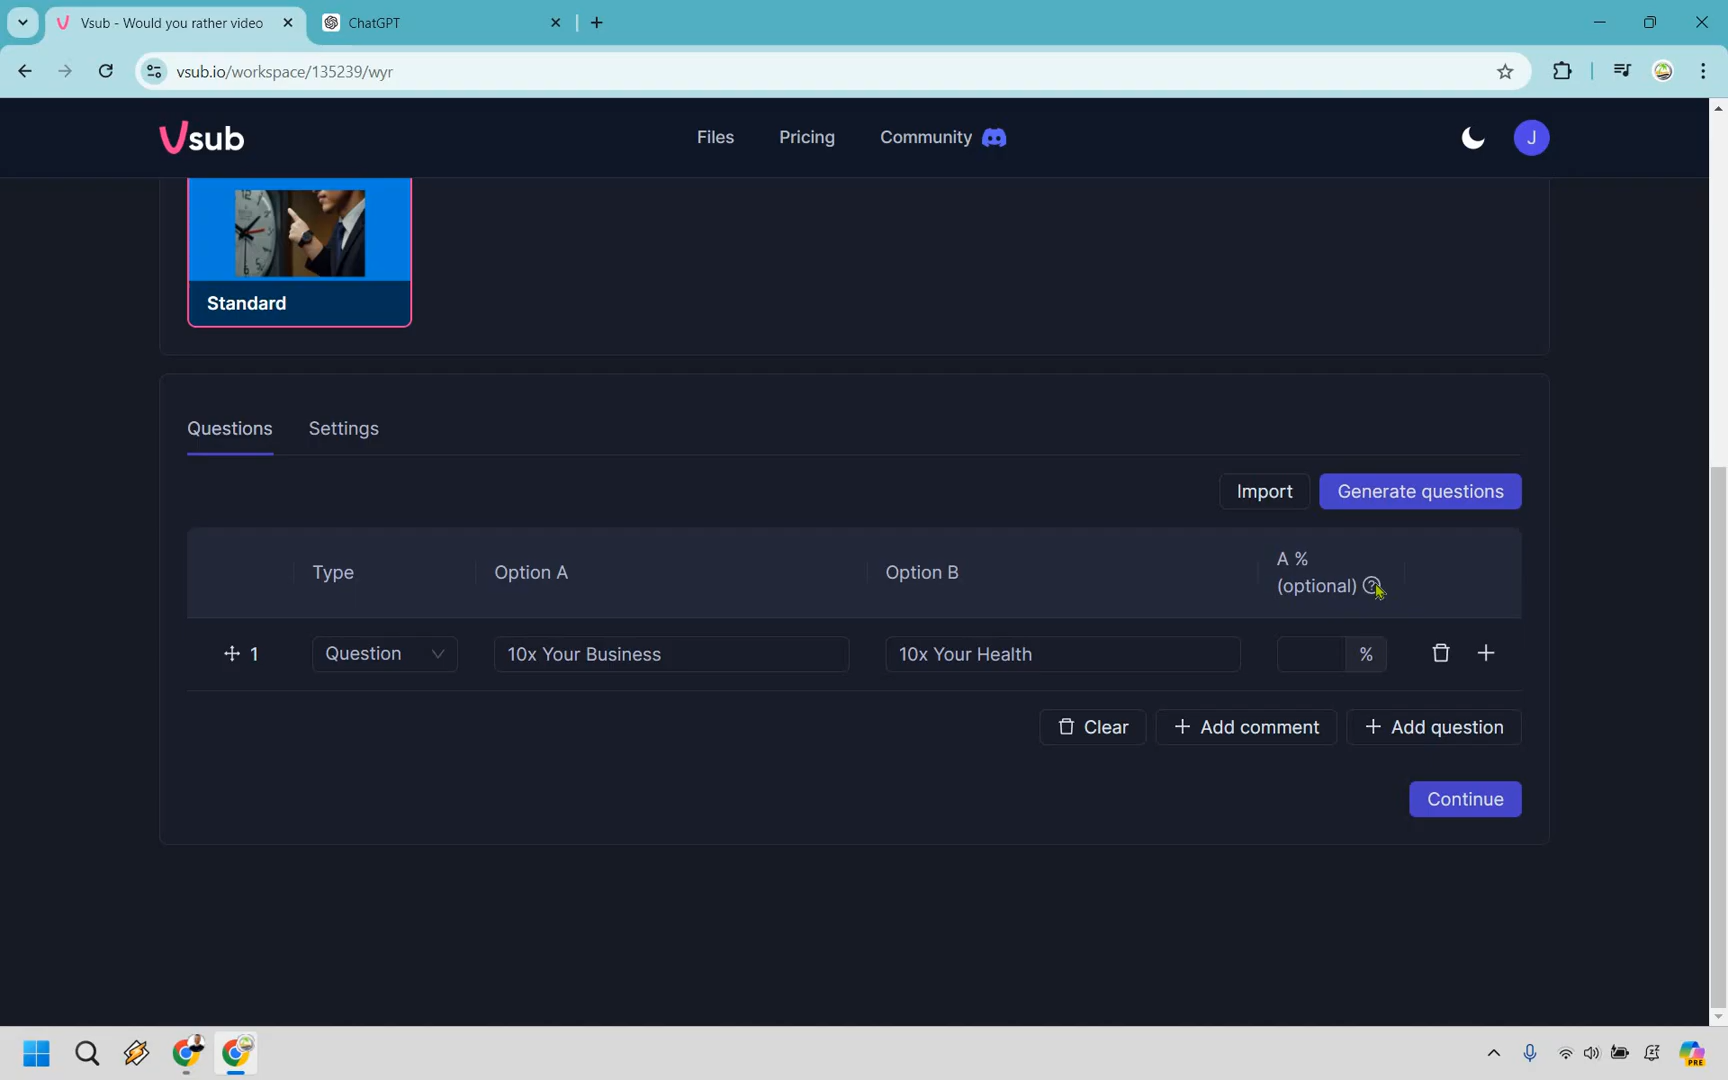 Vsub - Would you rather video
ChatGPT
vsub.io/workspace/135239/wyr
Vsub
Files
Pricing
Community
J
Standard
Questions
Settings
Import
Generate questions
Type
Option A
Option B
A %
(optional)
1
Question
10x Your Business
10x Your Health
%
Clear
Add comment
Add question
Continue
PRE